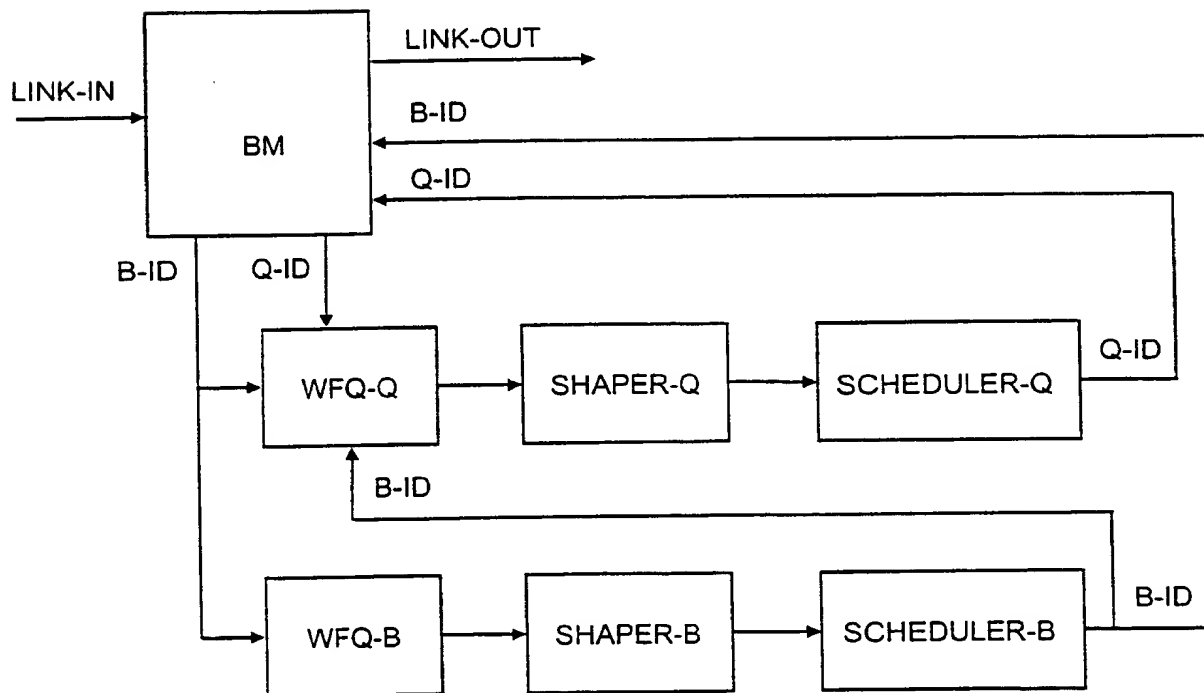 LINK-OUT
LINK-IN
B-ID
BM
Q-ID
B-ID
Q-ID
Q-ID
WFQ-Q
SHAPER-Q
SCHEDULER-Q
B-ID
B-ID
WFQ-B
SHAPER-B
SCHEDULER-B